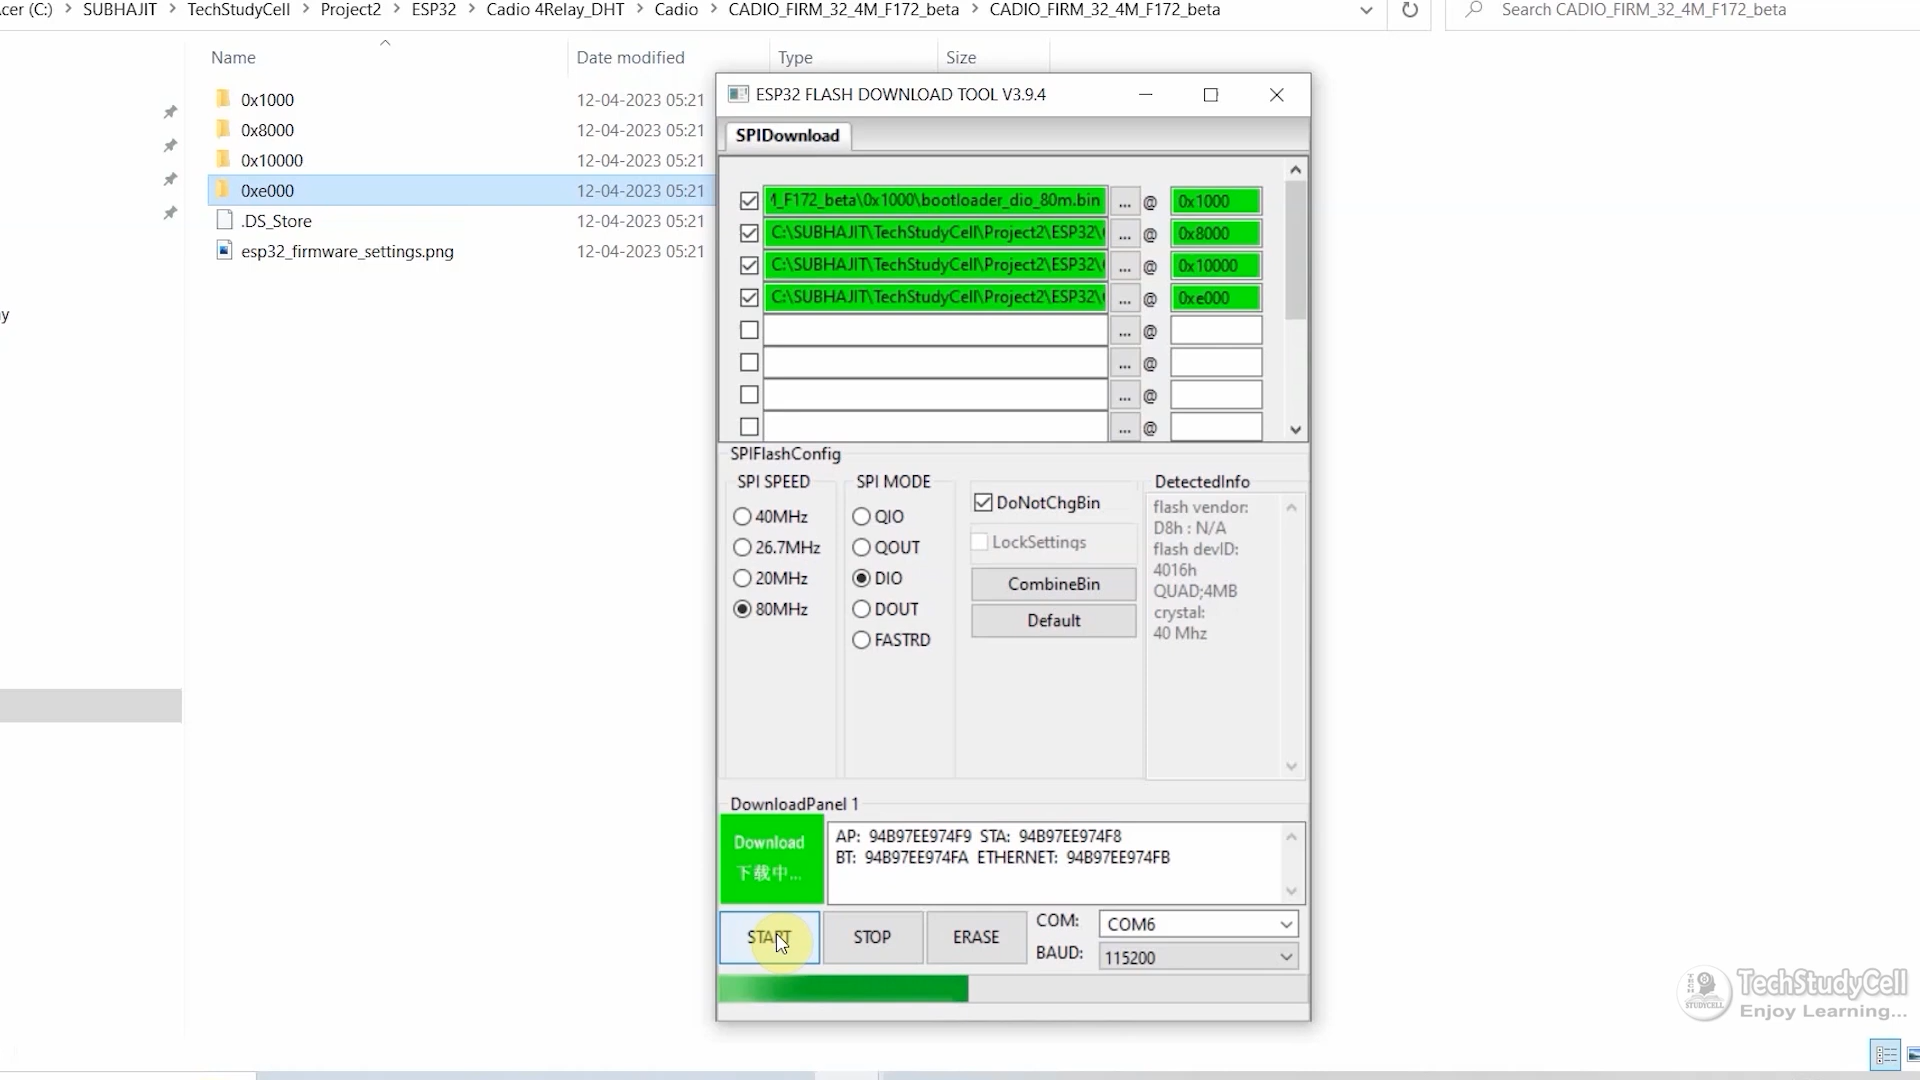 cer (C:) > SUBHAJIT > TechStudyCell > Project2 > ESP32 > Cadio 4Relay_DHT > Cadio > CADIO_FIRM_32_4M_F172_beta > CADIO_FIRM_32_4M_F172_beta
Search CADIO_FIRM_32_4M_F172_beta
Name Date modified Type Size
0x1000 12-04-2023 05:21
0x8000 12-04-2023 05:21
0x10000 12-04-2023 05:21
0xe000 12-04-2023 05:21
.DS_Store 12-04-2023 05:21
esp32_firmware_settings.png 12-04-2023 05:21
y
ESP32 FLASH DOWNLOAD TOOL V3.9.4
SPIDownload
_F172_beta\0x1000\bootloader_dio_80m.bin ... @ 0x1000
C:\SUBHAJIT\TechStudyCell\Project2\ESP32\ ... @ 0x8000
C:\SUBHAJIT\TechStudyCell\Project2\ESP32\ ... @ 0x10000
C:\SUBHAJIT\TechStudyCell\Project2\ESP32\ ... @ 0xe000
... @
... @
... @
... @
SPIFlashConfig
SPI SPEED
40MHz
26.7MHz
20MHz
80MHz
SPI MODE
QIO
QOUT
DIO
DOUT
FASTRD
DoNotChgBin
LockSettings
CombineBin
Default
DetectedInfo
flash vendor:
D8h : N/A
flash devID:
4016h
QUAD;4MB
crystal:
40 Mhz
DownloadPanel 1
Download
下载中...
AP: 94B97EE974F9 STA: 94B97EE974F8
BT: 94B97EE974FA ETHERNET: 94B97EE974FB
START STOP ERASE
COM: COM6
BAUD: 115200
TechStudyCell
Enjoy Learning...